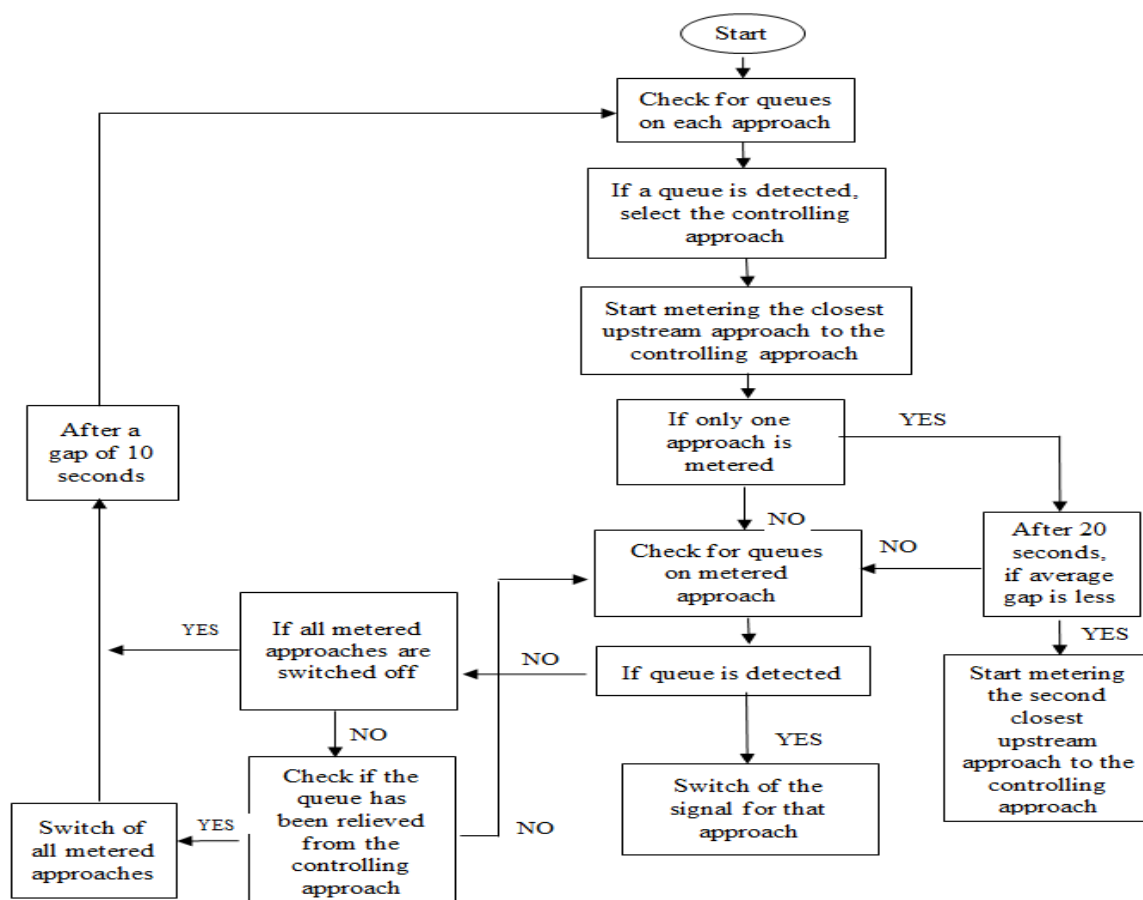 Start
Check for queues
on each approach
If a queue is detected,
select the controlling
approach
Start metering the closest
upstream approach to the
controlling approach
If only one
approach is
metered
YES
NO
After a
gap of 10
seconds
Check for queues
on metered
approach
NO
After 20
seconds,
if average
gap is less
YES
Start metering
the second
closest
upstream
approach to the
controlling
approach
If queue is detected
NO
YES
Switch of the
signal for that
approach
If all metered
approaches are
switched off
YES
NO
Check if the
queue has
been relieved
from the
controlling
approach
NO
YES
Switch of
all metered
approaches